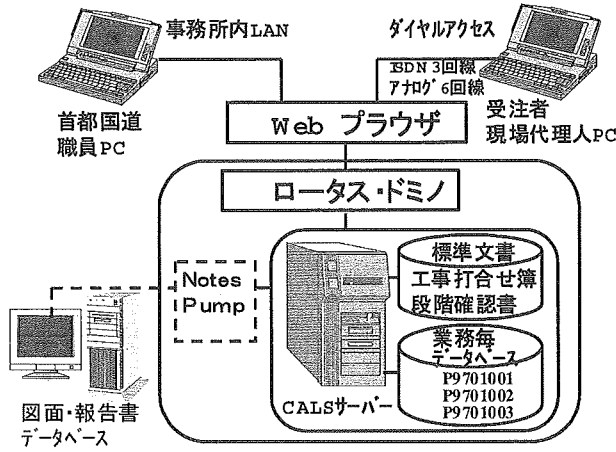 事務所内LAN
ダイヤルアクセス
ISDN3回線
アナログ6回線
首都国道
職員PC
Web ブラウザ
受注者
現場代理人PC
ロータス・ドミノ
Notes
Pump
標準文書
工事打合せ簿
段階確認書
業務毎
データベース
P9701001
P9701002
P9701003
CALSサーバー
図面・報告書
データベース